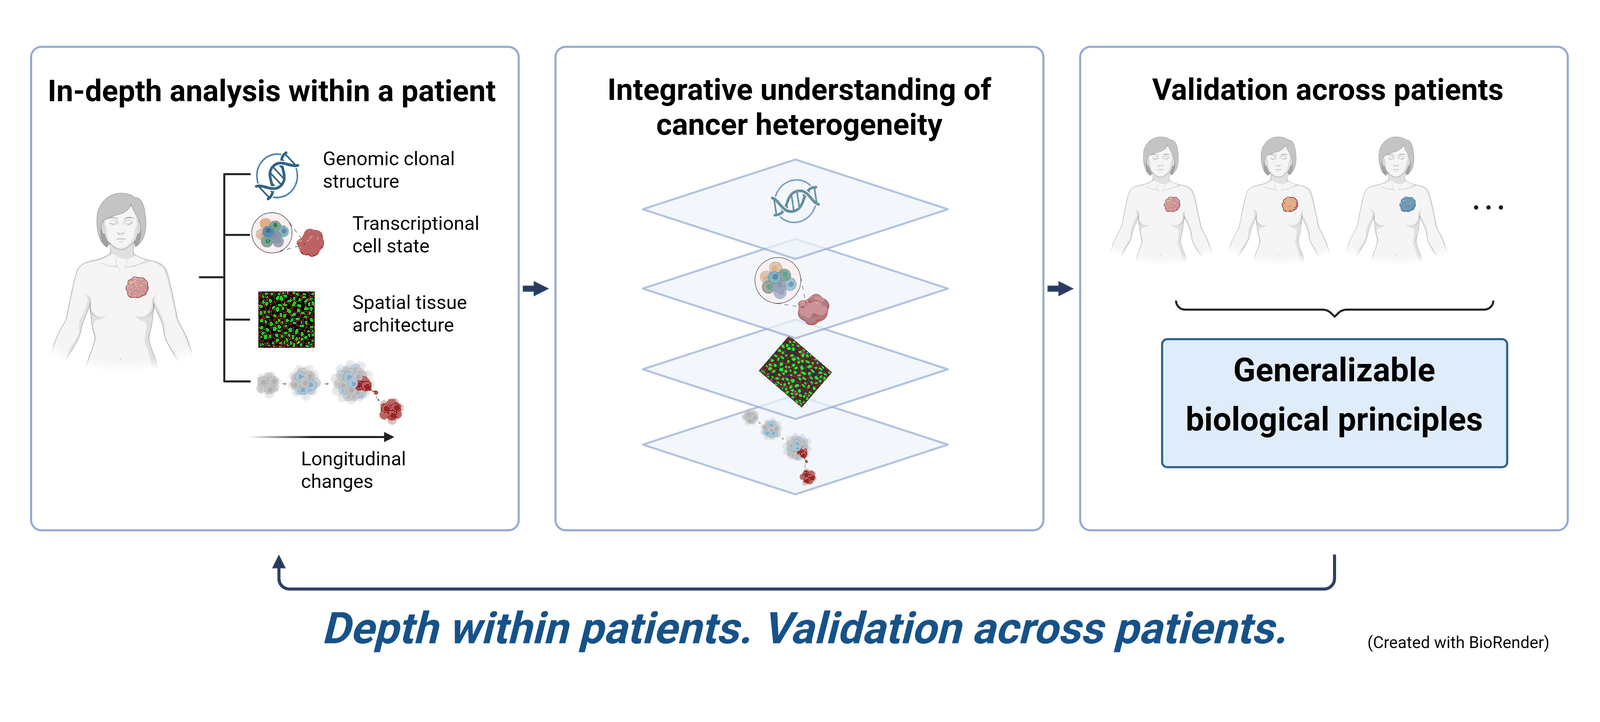 In-depth analysis within a patient
Genomic clonal
structure
Transcriptional
cell state
Spatial tissue
architecture
Longitudinal
changes
Integrative understanding of
cancer heterogeneity
Validation across patients
...
Generalizable
biological principles
Depth within patients. Validation across patients.
(Created with BioRender)